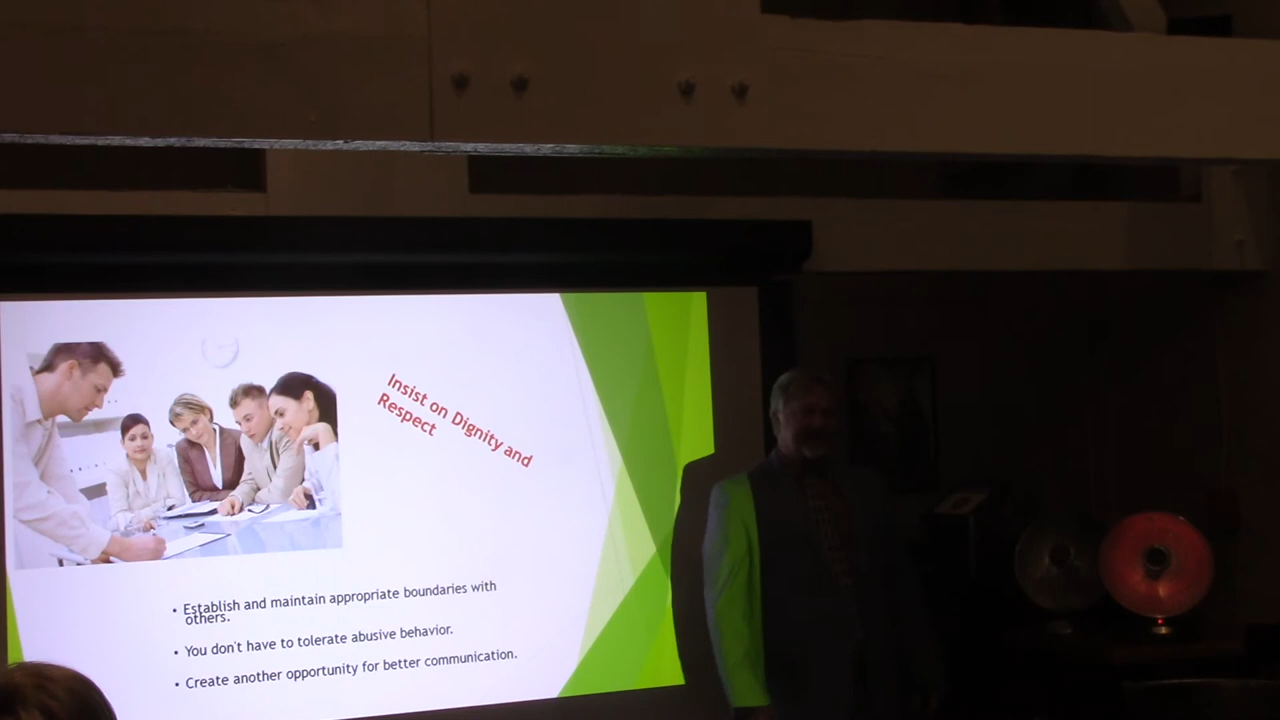 Insist on Dignity and
Respect
• Establish and maintain appropriate boundaries with
others.
• You don't have to tolerate abusive behavior.
• Create another opportunity for better communication.